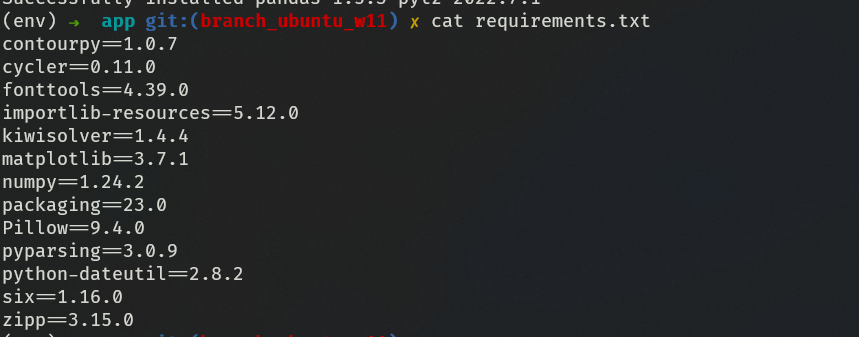 Successfully installed pandas-1.5.3 pytz-2022.7.1
(env) → app git:(branch_ubuntu_w11) ✗ cat requirements.txt
contourpy==1.0.7
cycler==0.11.0
fonttools==4.39.0
importlib-resources==5.12.0
kiwisolver==1.4.4
matplotlib==3.7.1
numpy==1.24.2
packaging==23.0
Pillow==9.4.0
pyparsing==3.0.9
python-dateutil==2.8.2
six==1.16.0
zipp==3.15.0